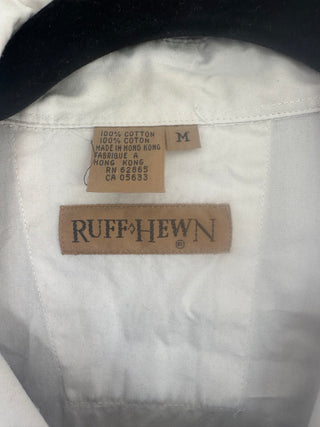 100% COTTON
100% COTON
MADE IN HONG KONG
FABRIQUE A
HONG KONG
RN 62865
CA 05633
M
RUFF◊HEWN
®